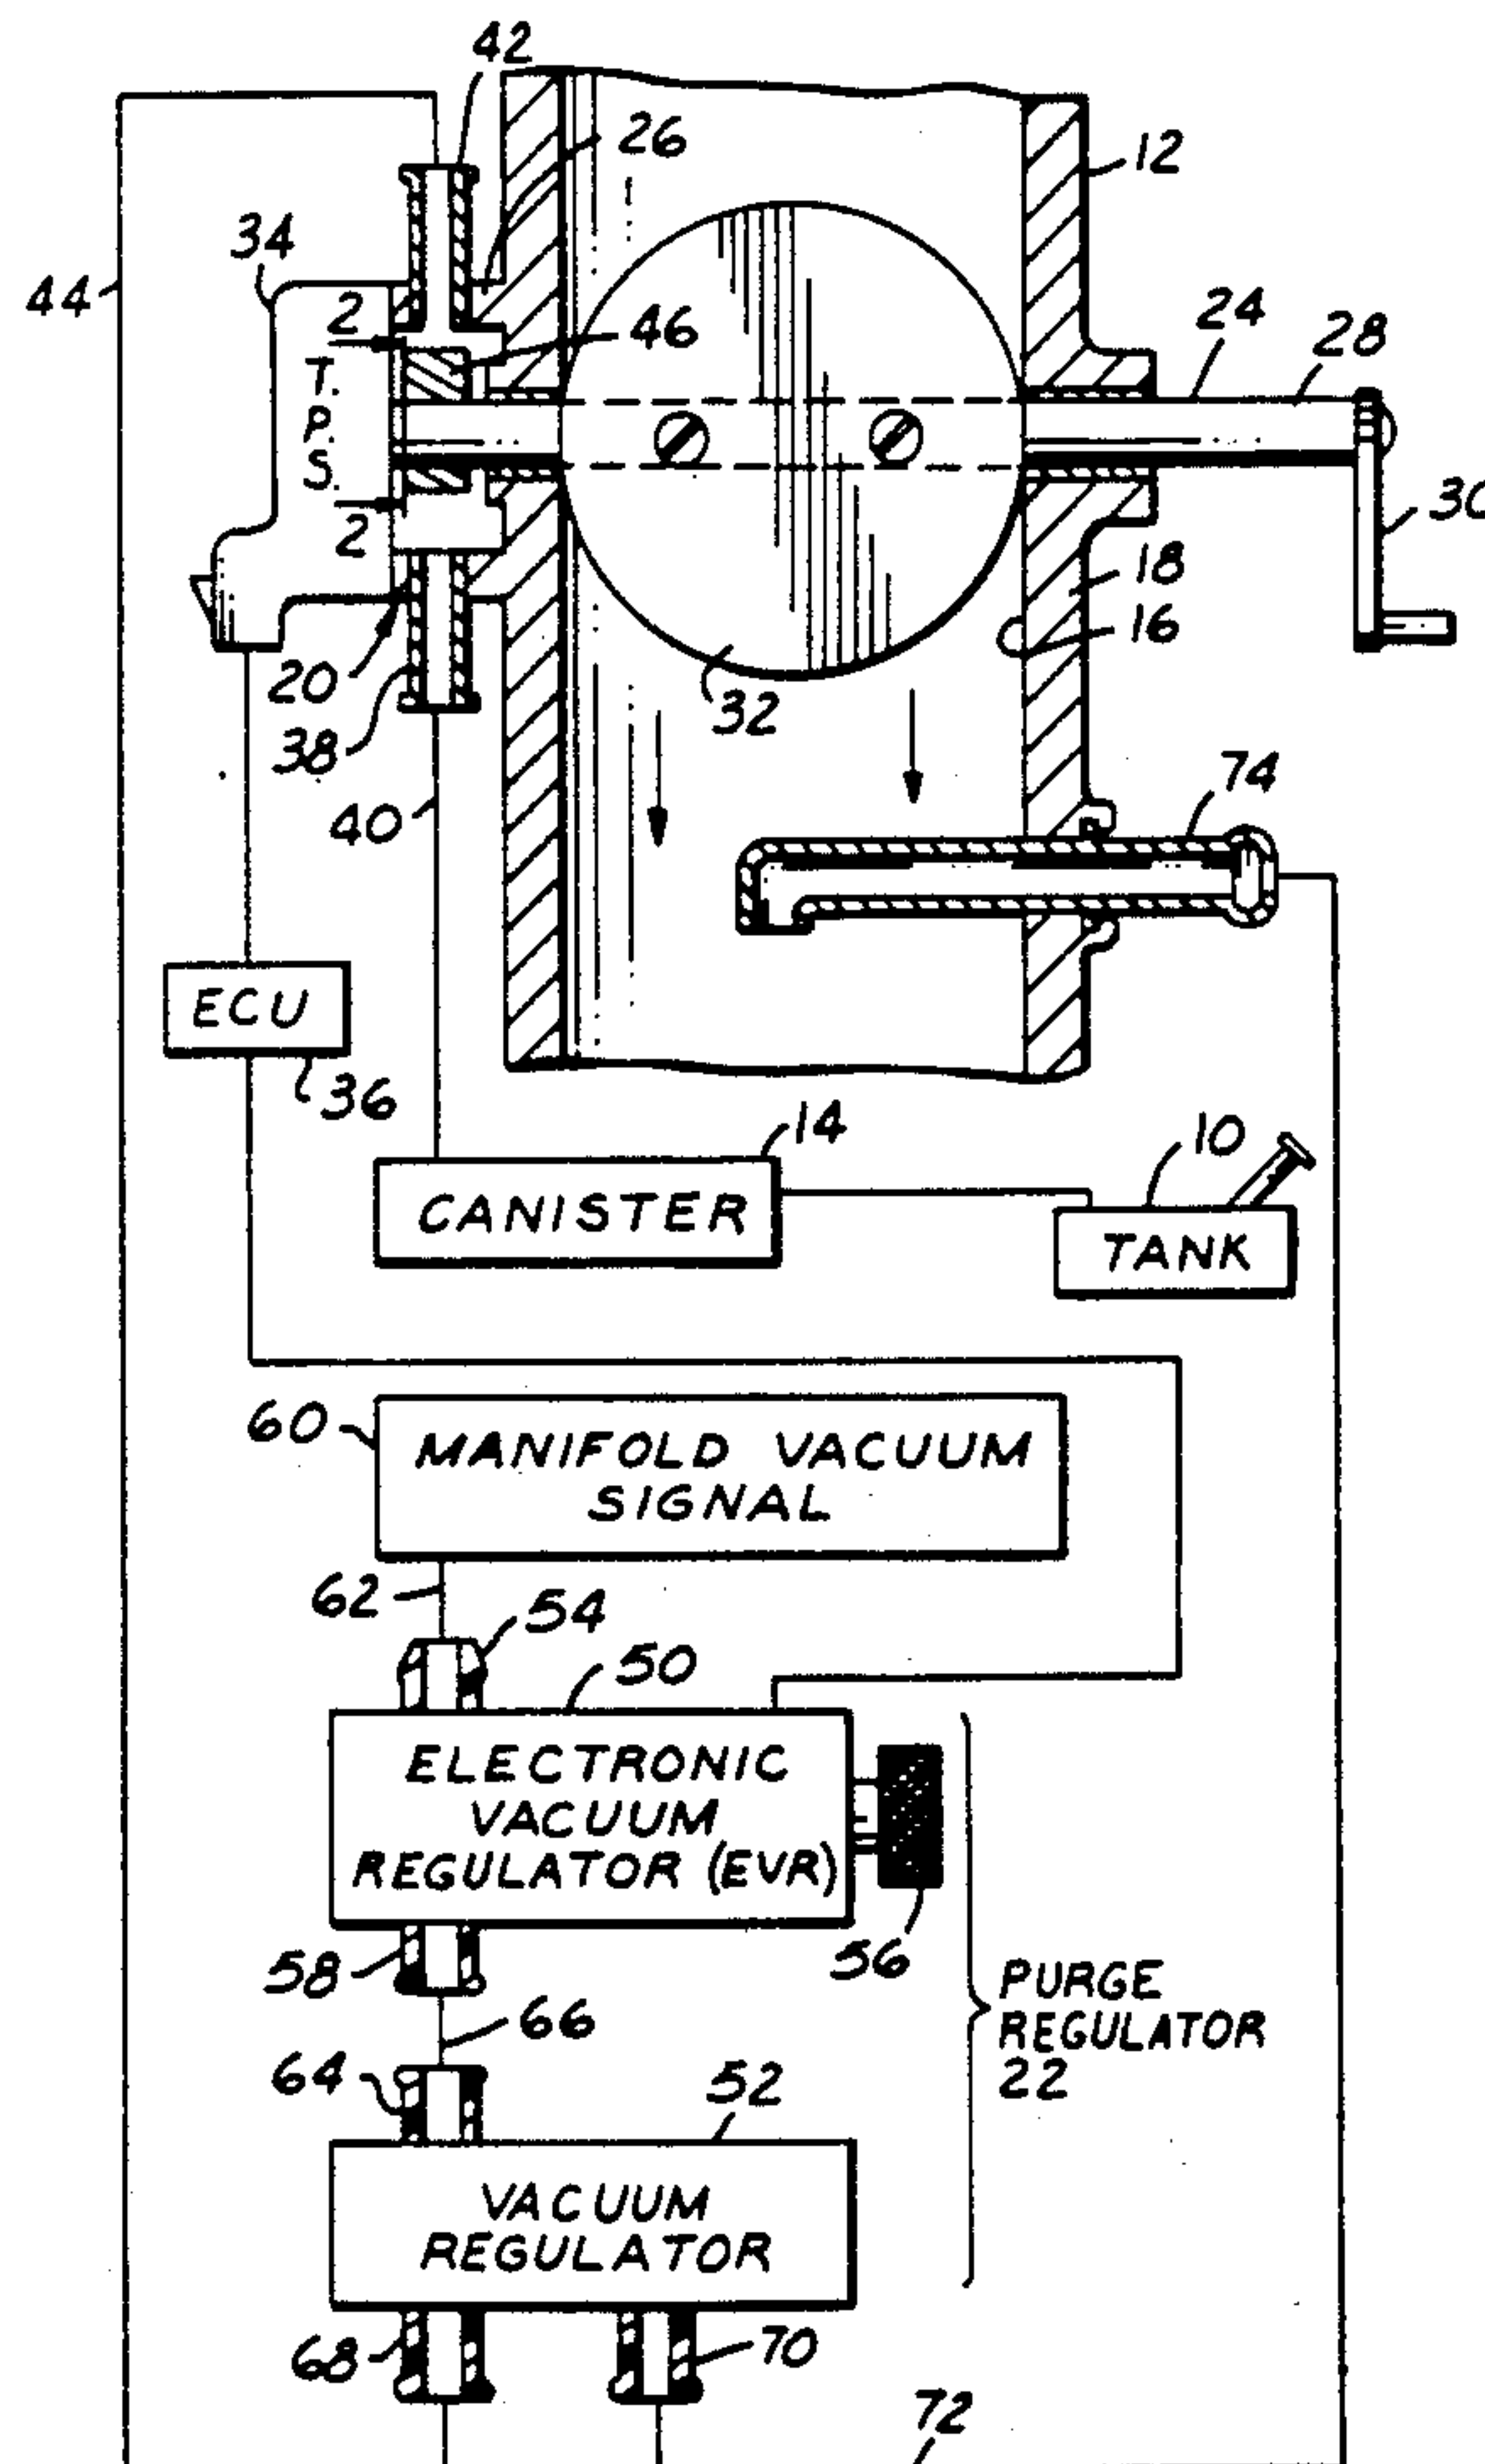 42
26
12
34
44
2
46
24
28
T.
P.
S.
30
2
18
16
20
32
38
74
40
ECU
36
14
10
CANISTER
TANK
60
MANIFOLD VACUUM
SIGNAL
62
54
50
ELECTRONIC
VACUUM
REGULATOR (EVR)
58
56
PURGE
REGULATOR
22
66
64
52
VACUUM
REGULATOR
68
70
72